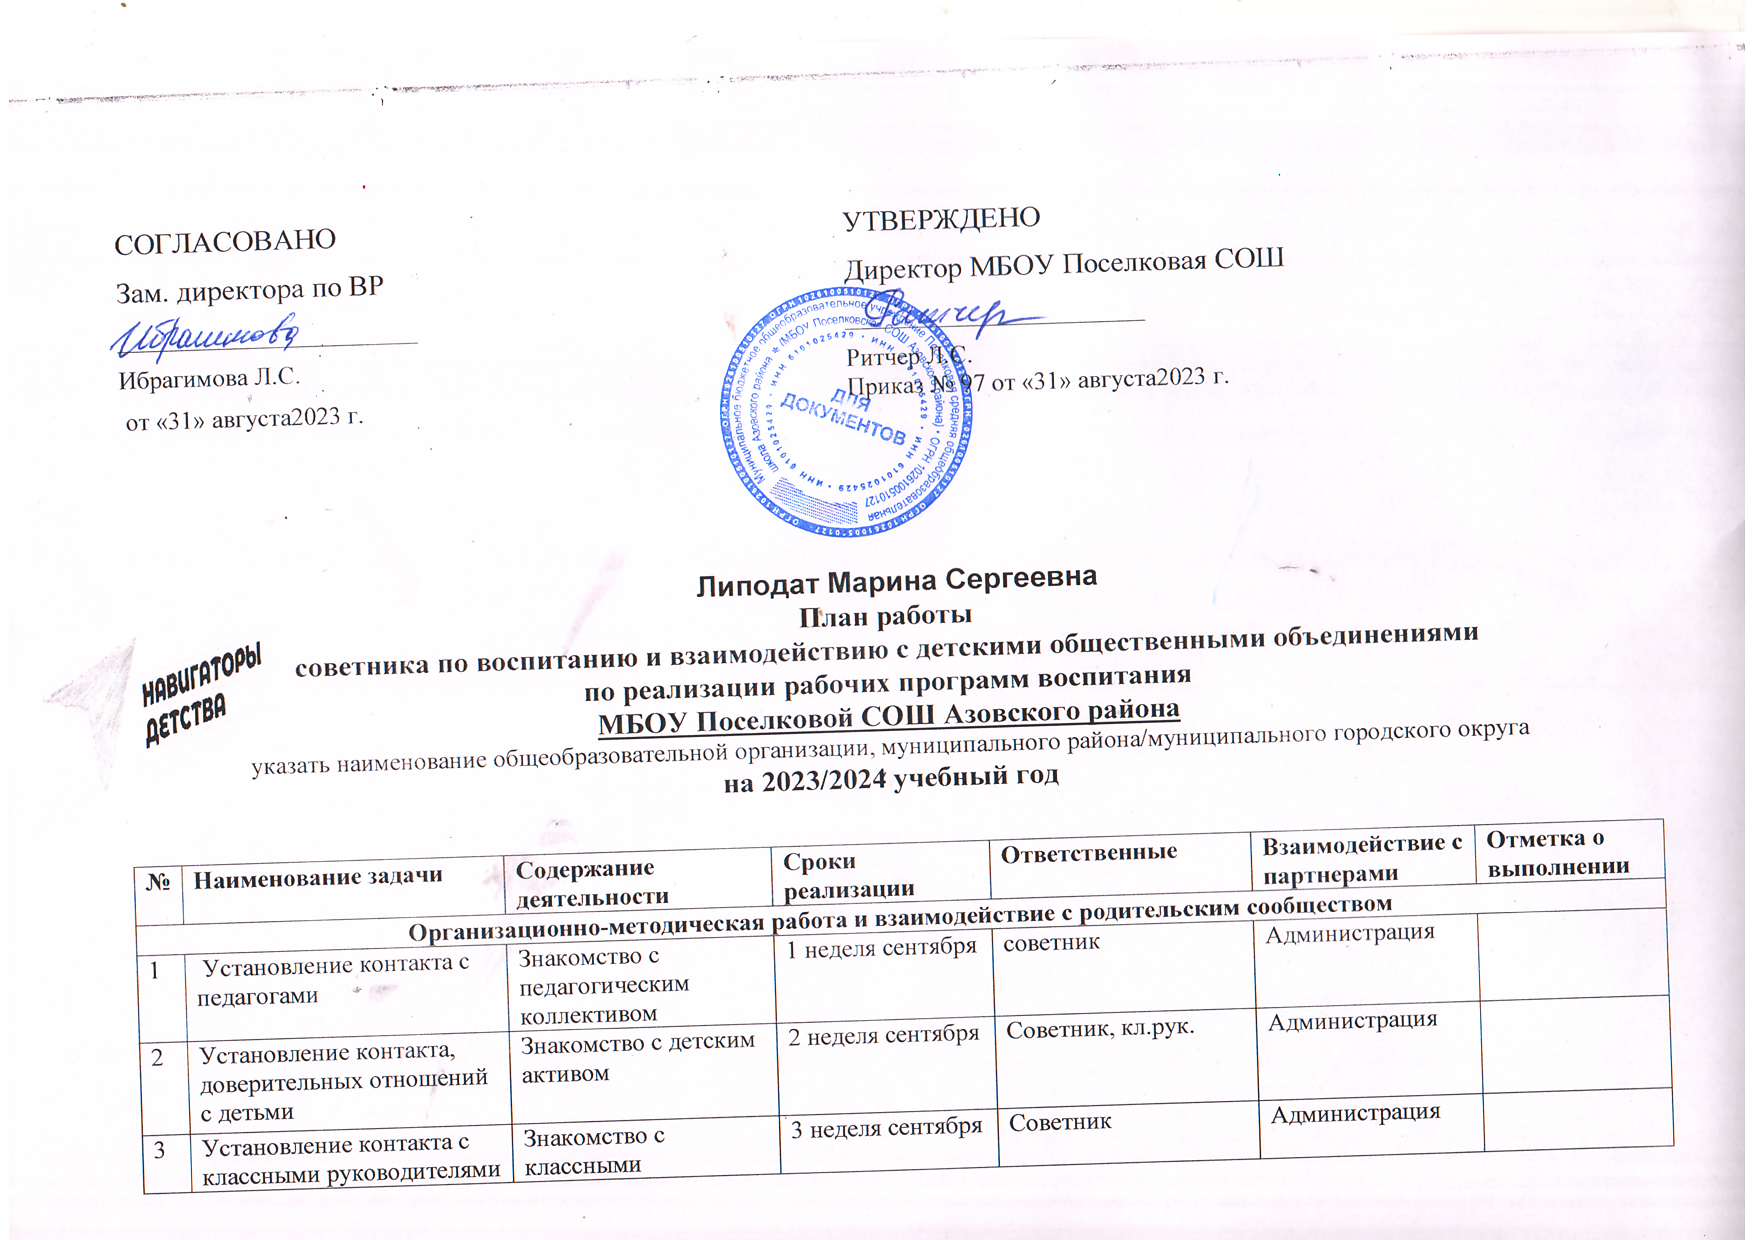 СОГЛАСОВАНО
Зам. директора по ВР
Ибрагимова
Ибрагимова Л.С.
от «31» августа2023 г.
УТВЕРЖДЕНО
Директор МБОУ Поселковая СОШ
Ритчер
Ритчер Л.С.
Приказ № 97 от «31» августа2023 г.
ДЛЯ
ДОКУМЕНТОВ
Липодат Марина Сергеевна
План работы
советника по воспитанию и взаимодействию с детскими общественными объединениями
по реализации рабочих программ воспитания
МБОУ Поселковой СОШ Азовского района
указать наименование общеобразовательной организации, муниципального района/муниципального городского округа
на 2023/2024 учебный год
НАВИГАТОРЫ
ДЕТСТВА
№ Наименование задачи Содержание деятельности Сроки реализации Ответственные Взаимодействие с партнерами Отметка о выполнении
Организационно-методическая работа и взаимодействие с родительским сообществом
1 Установление контакта с педагогами Знакомство с педагогическим коллективом 1 неделя сентября советник Администрация
2 Установление контакта, доверительных отношений с детьми Знакомство с детским активом 2 неделя сентября Советник, кл.рук. Администрация
3 Установление контакта с классными руководителями Знакомство с классными 3 неделя сентября Советник Администрация